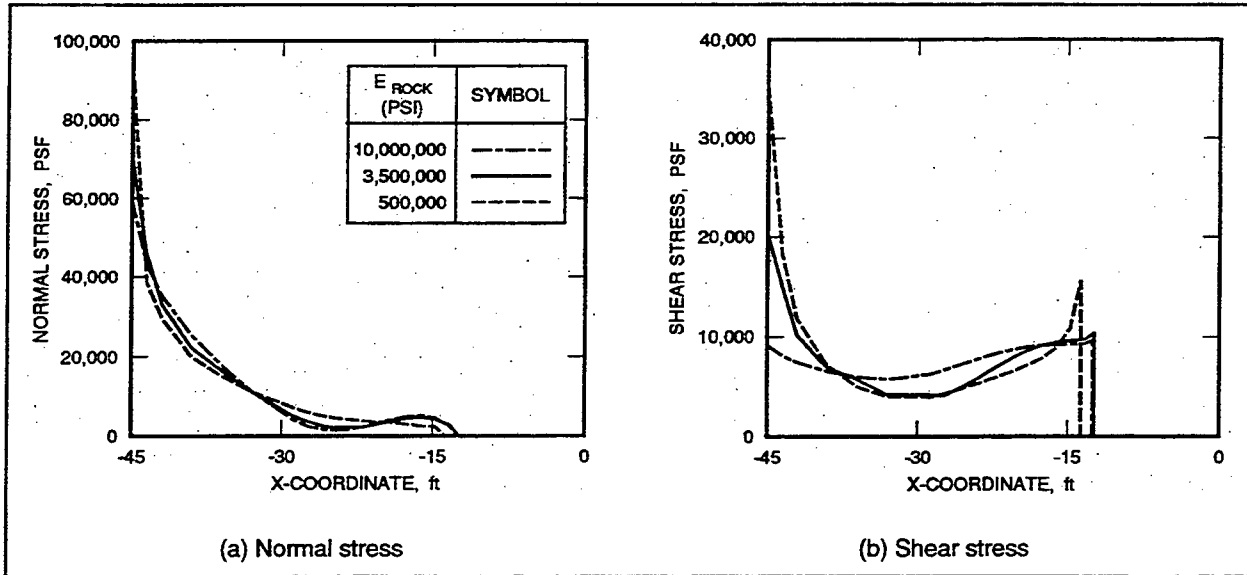 100,000
80,000
60,000
40,000
20,000
0
NORMAL STRESS, PSF
E ROCK (PSI) SYMBOL
10,000,000
3,500,000
500,000
-45 -30 -15 0
X-COORDINATE, ft
(a) Normal stress
40,000
30,000
20,000
10,000
0
SHEAR STRESS, PSF
-45 -30 -15 0
X-COORDINATE, ft
(b) Shear stress